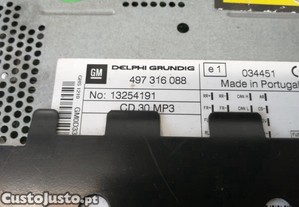 GM
DELPHI GRUNDIG
497 316 088
e1
034451
Made in Portugal
No: 13254191
CD 30 MP3
CustoJusto.pt